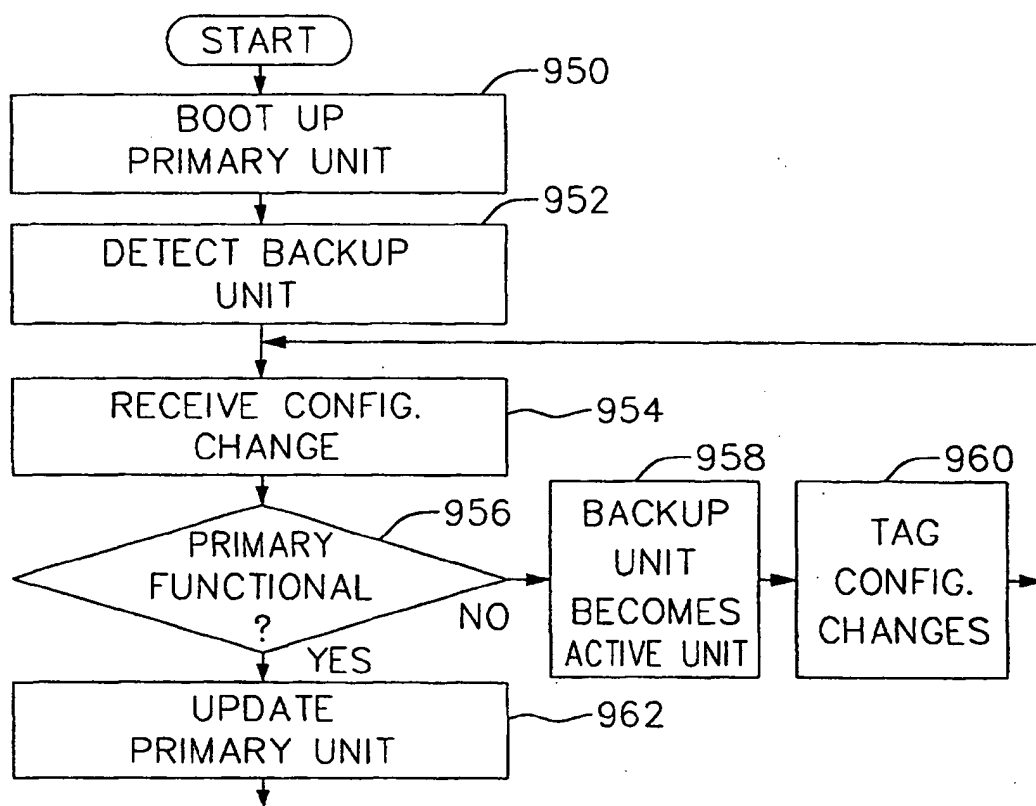 START
950
BOOT UP
PRIMARY UNIT
952
DETECT BACKUP
UNIT
RECEIVE CONFIG.
CHANGE
954
956
PRIMARY
FUNCTIONAL
?
NO
YES
958
BACKUP
UNIT
BECOMES
ACTIVE UNIT
960
TAG
CONFIG.
CHANGES
UPDATE
PRIMARY UNIT
962